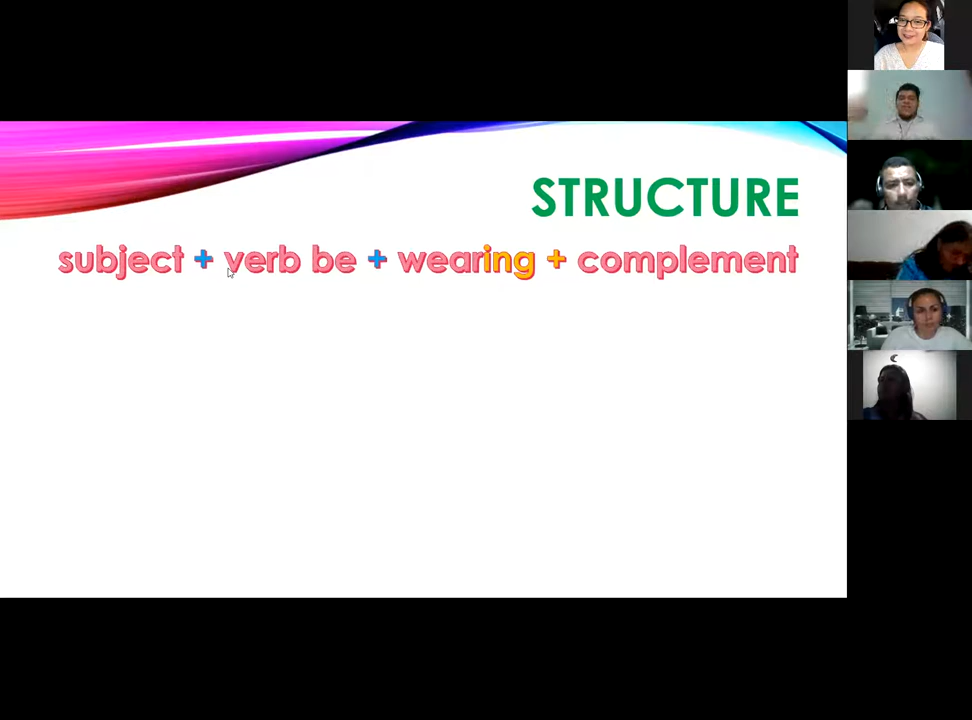 STRUCTURE
subject + verb be + wearing + complement